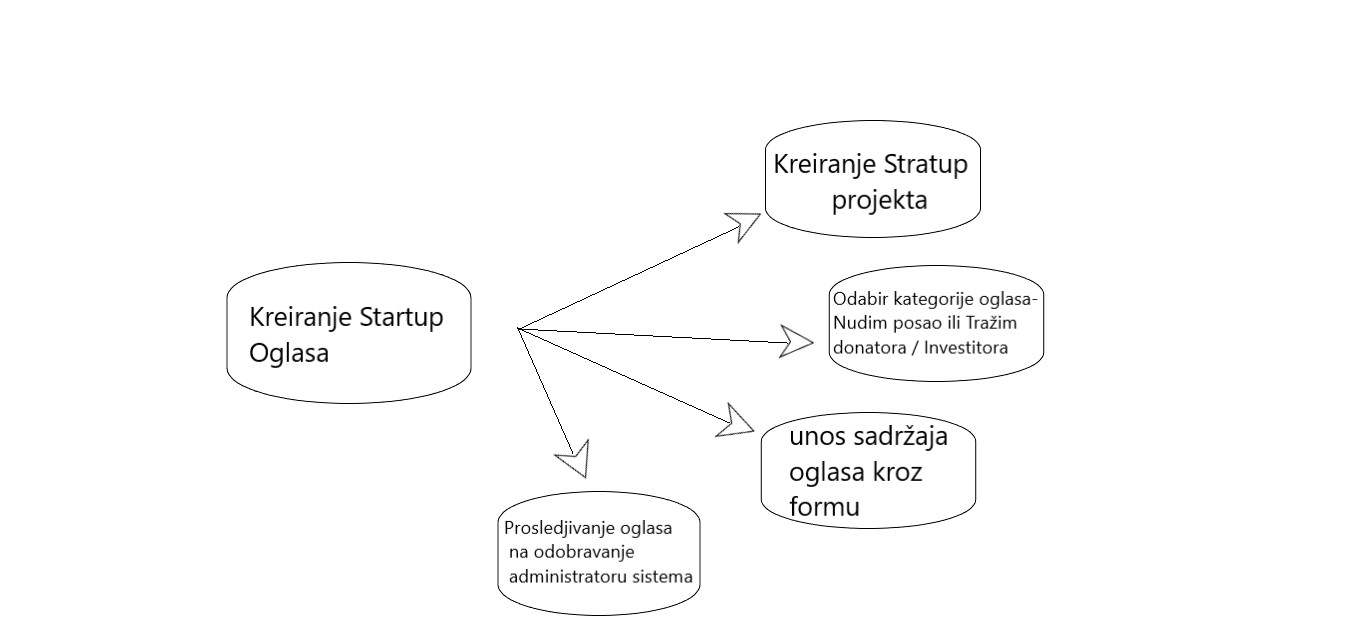 Kreiranje Startup
Oglasa
Kreiranje Stratup
projekta
Odabir kategorije oglasa-
Nudim posao ili Tražim
donatora / Investitora
unos sadržaja
oglasa kroz
formu
Prosledjivanje oglasa
na odobravanje
administratoru sistema